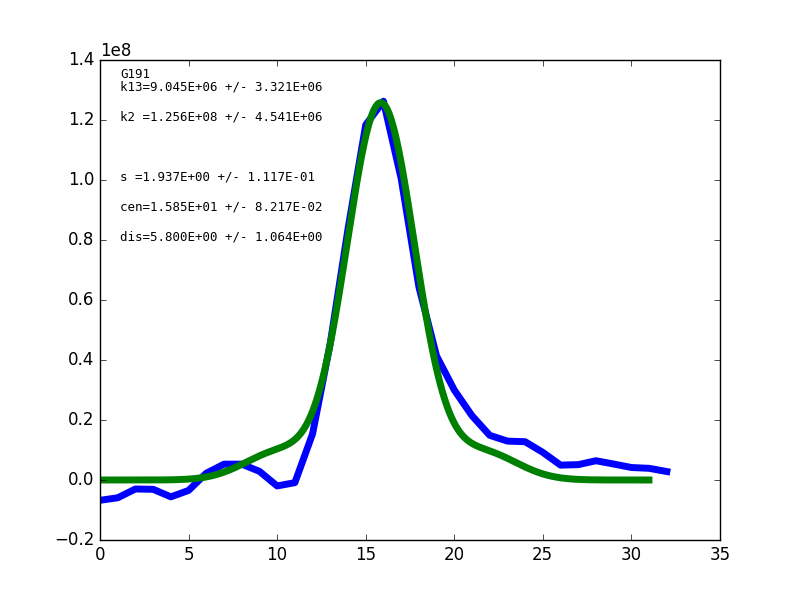 1e8
1.4
G191
k13=9.045E+06 +/- 3.321E+06
1.2
k2 =1.256E+08 +/- 4.541E+06
1.0
s =1.937E+00 +/- 1.117E-01
cen=1.585E+01 +/- 8.217E-02
0.8
dis=5.800E+00 +/- 1.064E+00
0.6
0.4
0.2
0.0
−0.2
0 5 10 15 20 25 30 35